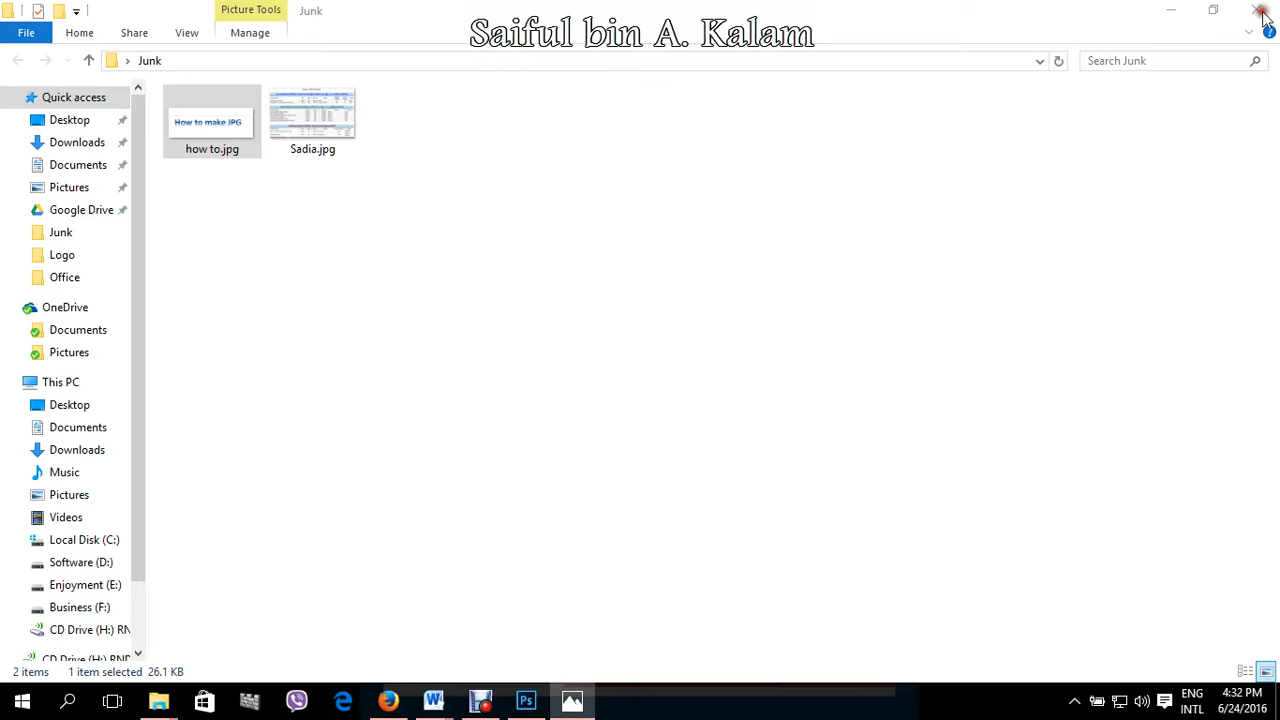 Picture Tools
Junk
Saiful bin A. Kalam
File
Home
Share
View
Manage
Junk
Search Junk
Quick access
Desktop
Downloads
Documents
Pictures
Google Drive
Junk
Logo
Office
OneDrive
Documents
Pictures
This PC
Desktop
Documents
Downloads
Music
Pictures
Videos
Local Disk (C:)
Software (D:)
Enjoyment (E:)
Business (F:)
CD Drive (H:) RN
How to make JPG
how to.jpg
Sadia.jpg
2 items
1 item selected 26.1 KB
Ps
ENG
INTL
4:32 PM
6/24/2016